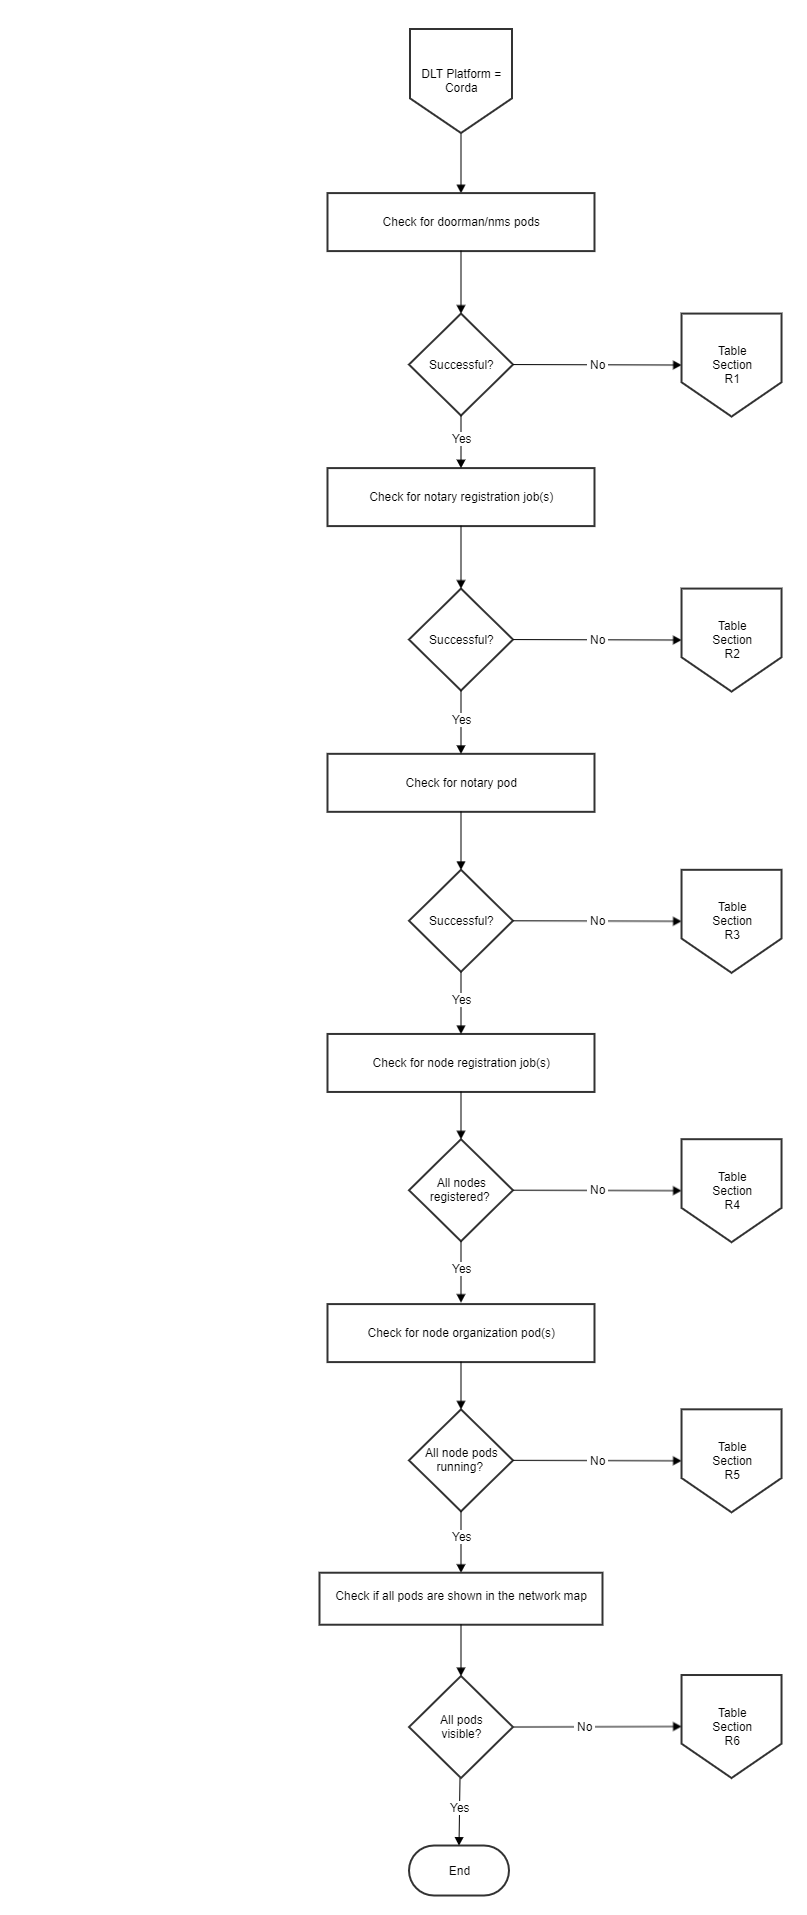 DLT Platform =
Corda
Check for doorman/nms pods
Successful?
No
Table
Section
R1
Yes
Check for notary registration job(s)
Successful?
No
Table
Section
R2
Yes
Check for notary pod
Successful?
No
Table
Section
R3
Yes
Check for node registration job(s)
All nodes
registered?
No
Table
Section
R4
Yes
Check for node organization pod(s)
All node pods
running?
No
Table
Section
R5
Yes
Check if all pods are shown in the network map
All pods
visible?
No
Table
Section
R6
Yes
End